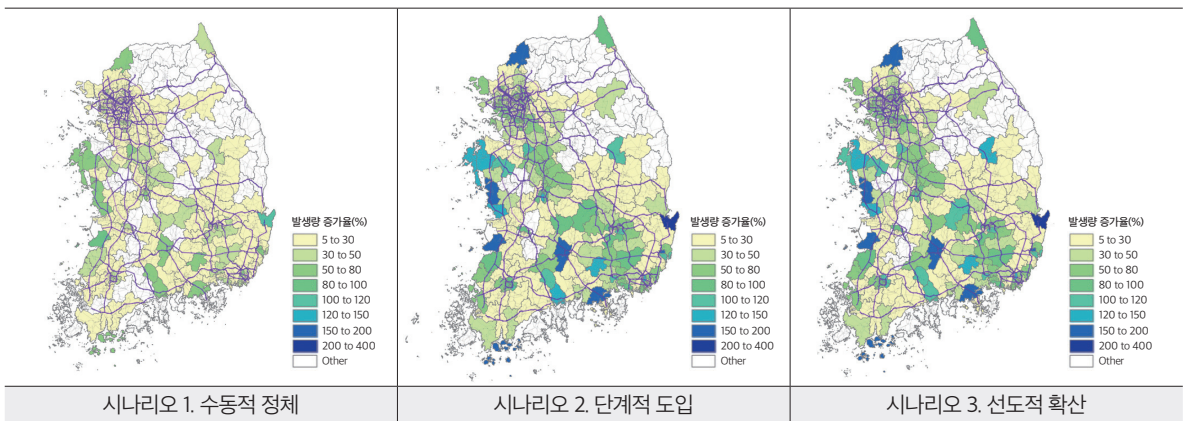 발생량 증가율(%)
5 to 30
30 to 50
50 to 80
80 to 100
100 to 120
120 to 150
150 to 200
200 to 400
Other
발생량 증가율(%)
5 to 30
30 to 50
50 to 80
80 to 100
100 to 120
120 to 150
150 to 200
200 to 400
Other
발생량 증가율(%)
5 to 30
30 to 50
50 to 80
80 to 100
100 to 120
120 to 150
150 to 200
200 to 400
Other
시나리오 1. 수동적 정체
시나리오 2. 단계적 도입
시나리오 3. 선도적 확산